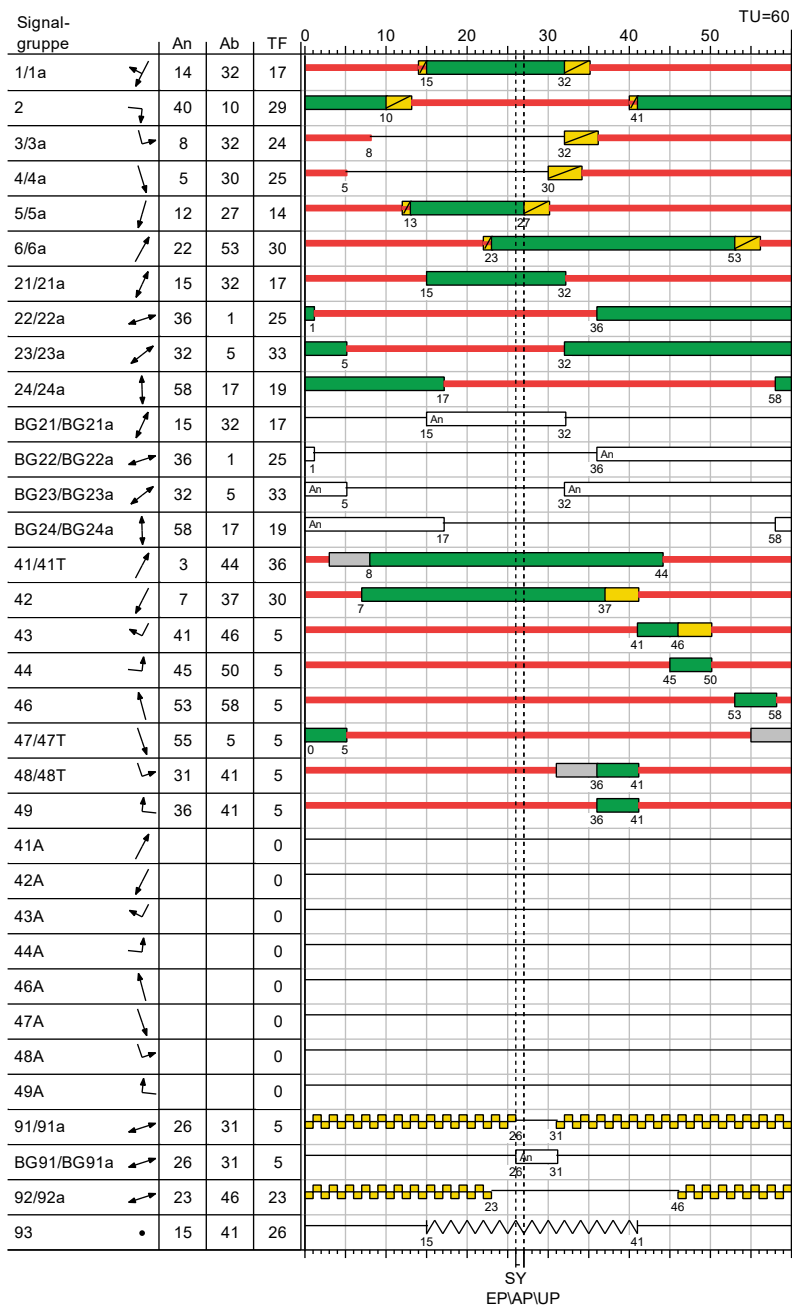 TU=60
Signal-
gruppe An Ab TF 0 10 20 30 40 50
1/1a 14 32 17
15 32
2 40 10 29
10 41
3/3a 8 32 24
8 32
4/4a 5 30 25
5 30
5/5a 12 27 14
13 27
6/6a 22 53 30
23 53
21/21a 15 32 17
15 32
22/22a 36 1 25
1 36
23/23a 32 5 33
5 32
24/24a 58 17 19
17 58
BG21/BG21a 15 32 17 An
15 32
BG22/BG22a 36 1 25 An
1 36
BG23/BG23a 32 5 33 An An
5 32
BG24/BG24a 58 17 19 An
17 58
41/41T 3 44 36
8 44
42 7 37 30
7 37
43 41 46 5
41 46
44 45 50 5
45 50
46 53 58 5
53 58
47/47T 55 5 5
0 5
48/48T 31 41 5
36 41
49 36 41 5
36 41
41A 0
42A 0
43A 0
44A 0
46A 0
47A 0
48A 0
49A 0
91/91a 26 31 5
26 31
BG91/BG91a 26 31 5 An
26 31
92/92a 23 46 23
23 46
93 15 41 26
15 41
SY
EP\AP\UP